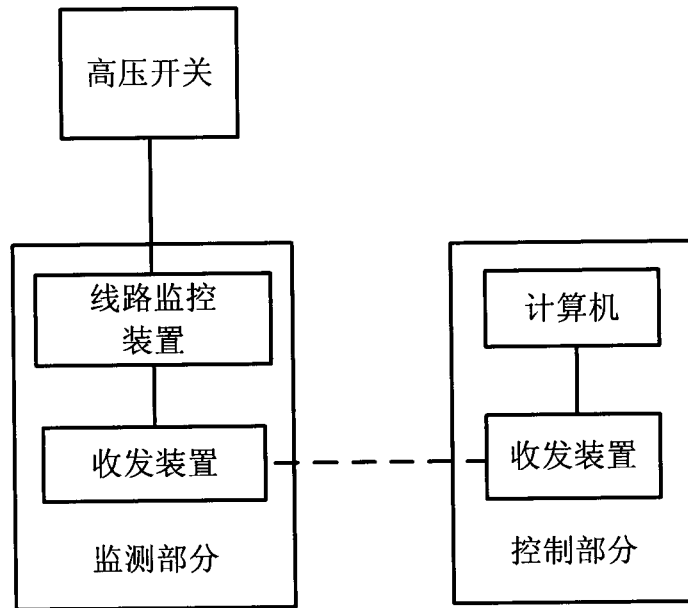 高压开关
线路监控
装置
收发装置
监测部分
计算机
收发装置
控制部分